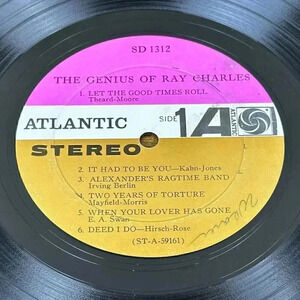 SD 1312
THE GENIUS OF RAY CHARLES
1. LET THE GOOD TIMES ROLL
Theard-Moore
ATLANTIC
SIDE 1
A
ATLANTIC
STEREO
2. IT HAD TO BE YOU—Kahn-Jones
3. ALEXANDER'S RAGTIME BAND
Irving Berlin
4. TWO YEARS OF TORTURE
Mayfield-Morris
5. WHEN YOUR LOVER HAS GONE
E. A. Swan
6. DEED I DO—Hirsch-Rose
(ST-A-59161)